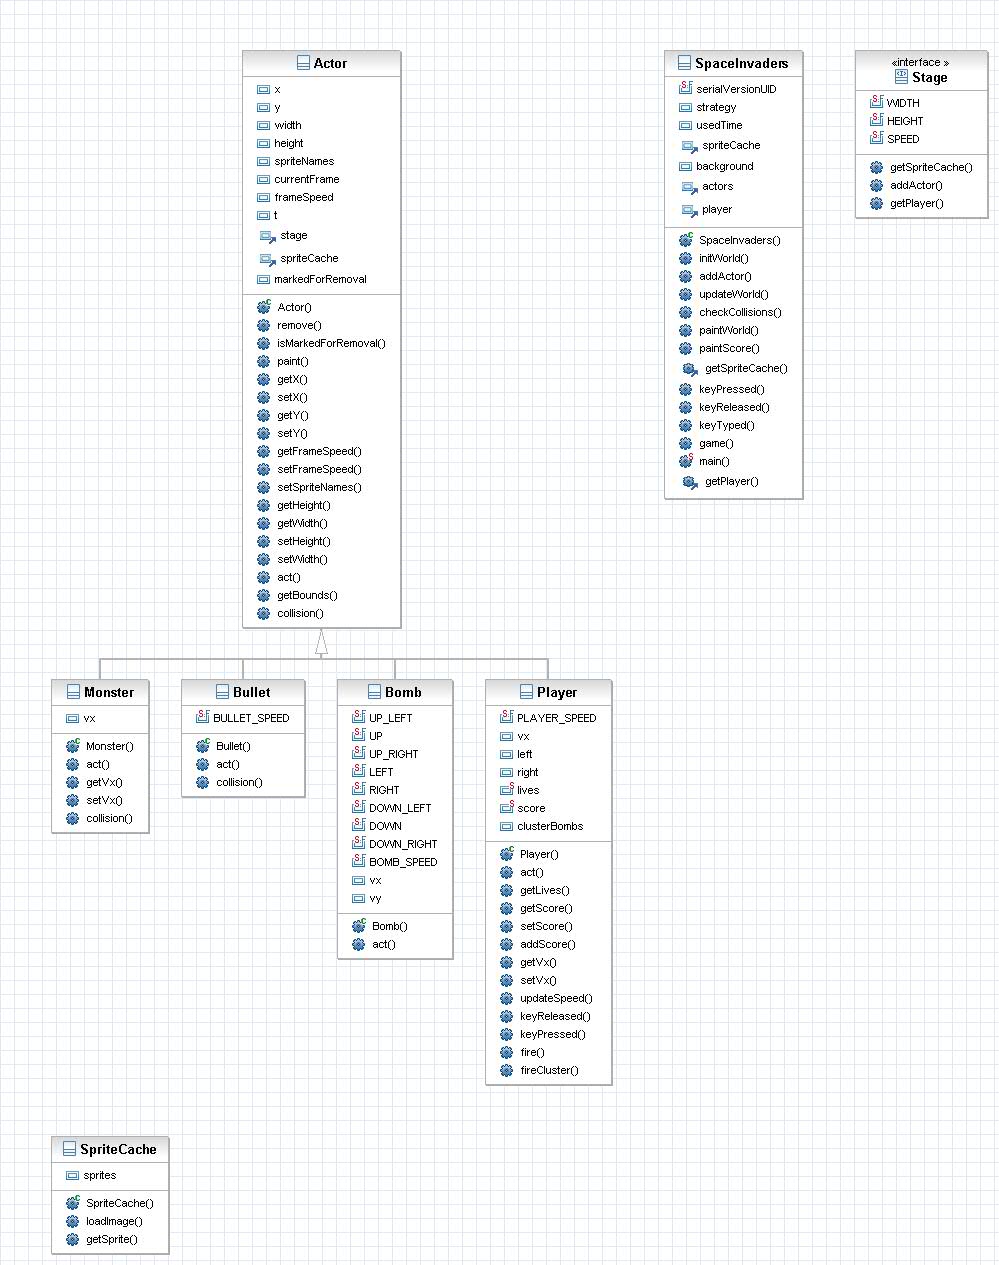 Actor
x
y
width
height
spriteNames
currentFrame
frameSpeed
t
stage
spriteCache
markedForRemoval
Actor()
remove()
isMarkedForRemoval()
paint()
getX()
setX()
getY()
setY()
getFrameSpeed()
setFrameSpeed()
setSpriteNames()
getHeight()
getWidth()
setHeight()
setWidth()
act()
getBounds()
collision()
SpaceInvaders
serialVersionUID
strategy
usedTime
spriteCache
background
actors
player
SpaceInvaders()
initWorld()
addActor()
updateWorld()
checkCollisions()
paintWorld()
paintScore()
getSpriteCache()
keyPressed()
keyReleased()
keyTyped()
game()
main()
getPlayer()
«interface »
Stage
WIDTH
HEIGHT
SPEED
getSpriteCache()
addActor()
getPlayer()
Monster
vx
Monster()
act()
getVx()
setVx()
collision()
Bullet
BULLET_SPEED
Bullet()
act()
collision()
Bomb
UP_LEFT
UP
UP_RIGHT
LEFT
RIGHT
DOWN_LEFT
DOWN
DOWN_RIGHT
BOMB_SPEED
vx
vy
Bomb()
act()
Player
PLAYER_SPEED
vx
left
right
lives
score
clusterBombs
Player()
act()
getLives()
getScore()
setScore()
addScore()
getVx()
setVx()
updateSpeed()
keyReleased()
keyPressed()
fire()
fireCluster()
SpriteCache
sprites
SpriteCache()
loadImage()
getSprite()